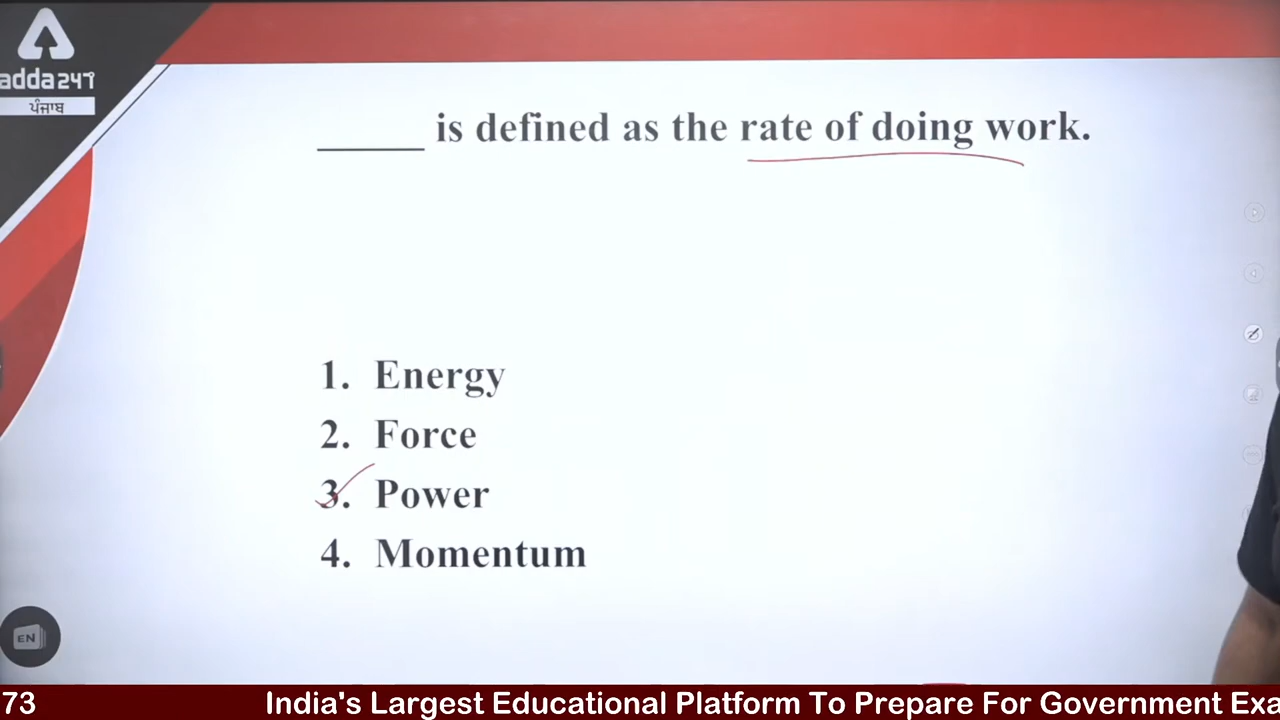 adda247
ਪੰਜਾਬ
_____ is defined as the rate of doing work.
1. Energy
2. Force
3. Power
4. Momentum
EN
73 India's Largest Educational Platform To Prepare For Government Exa